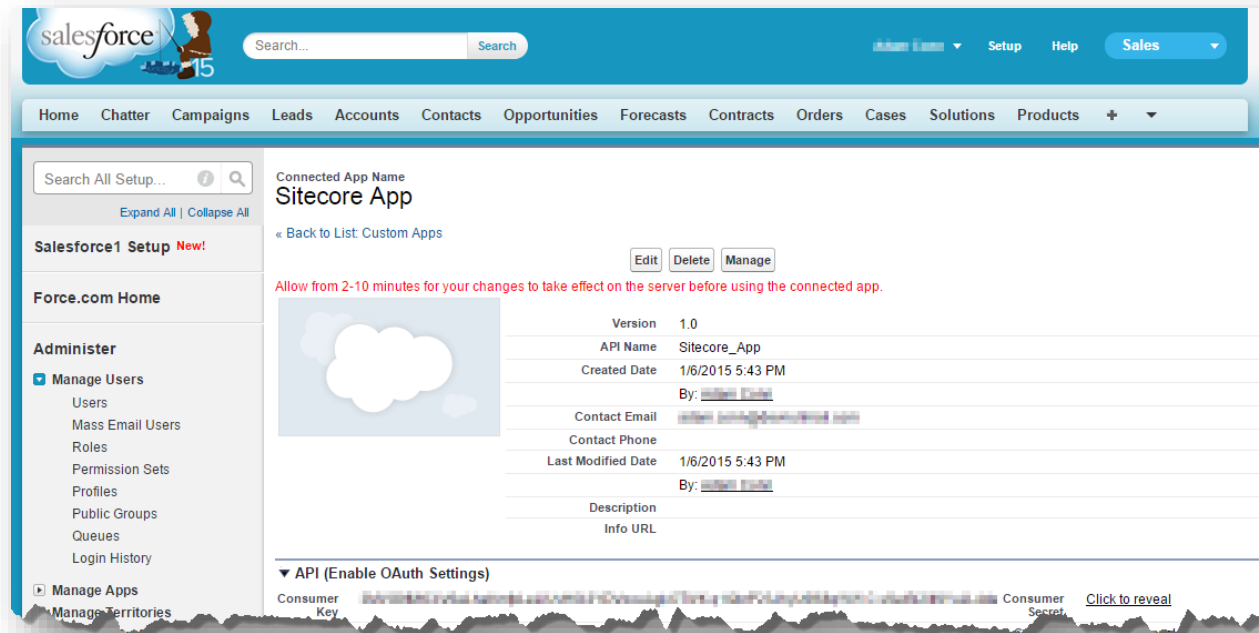 salesforce
15
Search... Search Setup Help Sales
Home Chatter Campaigns Leads Accounts Contacts Opportunities Forecasts Contracts Orders Cases Solutions Products +
Search All Setup...
Expand All | Collapse All
Salesforce1 Setup New!
Force.com Home
Administer
Manage Users
Users
Mass Email Users
Roles
Permission Sets
Profiles
Public Groups
Queues
Login History
Manage Apps
Manage Territories
Connected App Name
Sitecore App
« Back to List: Custom Apps
Edit Delete Manage
Allow from 2-10 minutes for your changes to take effect on the server before using the connected app.
Version 1.0
API Name Sitecore_App
Created Date 1/6/2015 5:43 PM
By:
Contact Email
Contact Phone
Last Modified Date 1/6/2015 5:43 PM
By:
Description
Info URL
API (Enable OAuth Settings)
Consumer Key
Consumer Secret Click to reveal